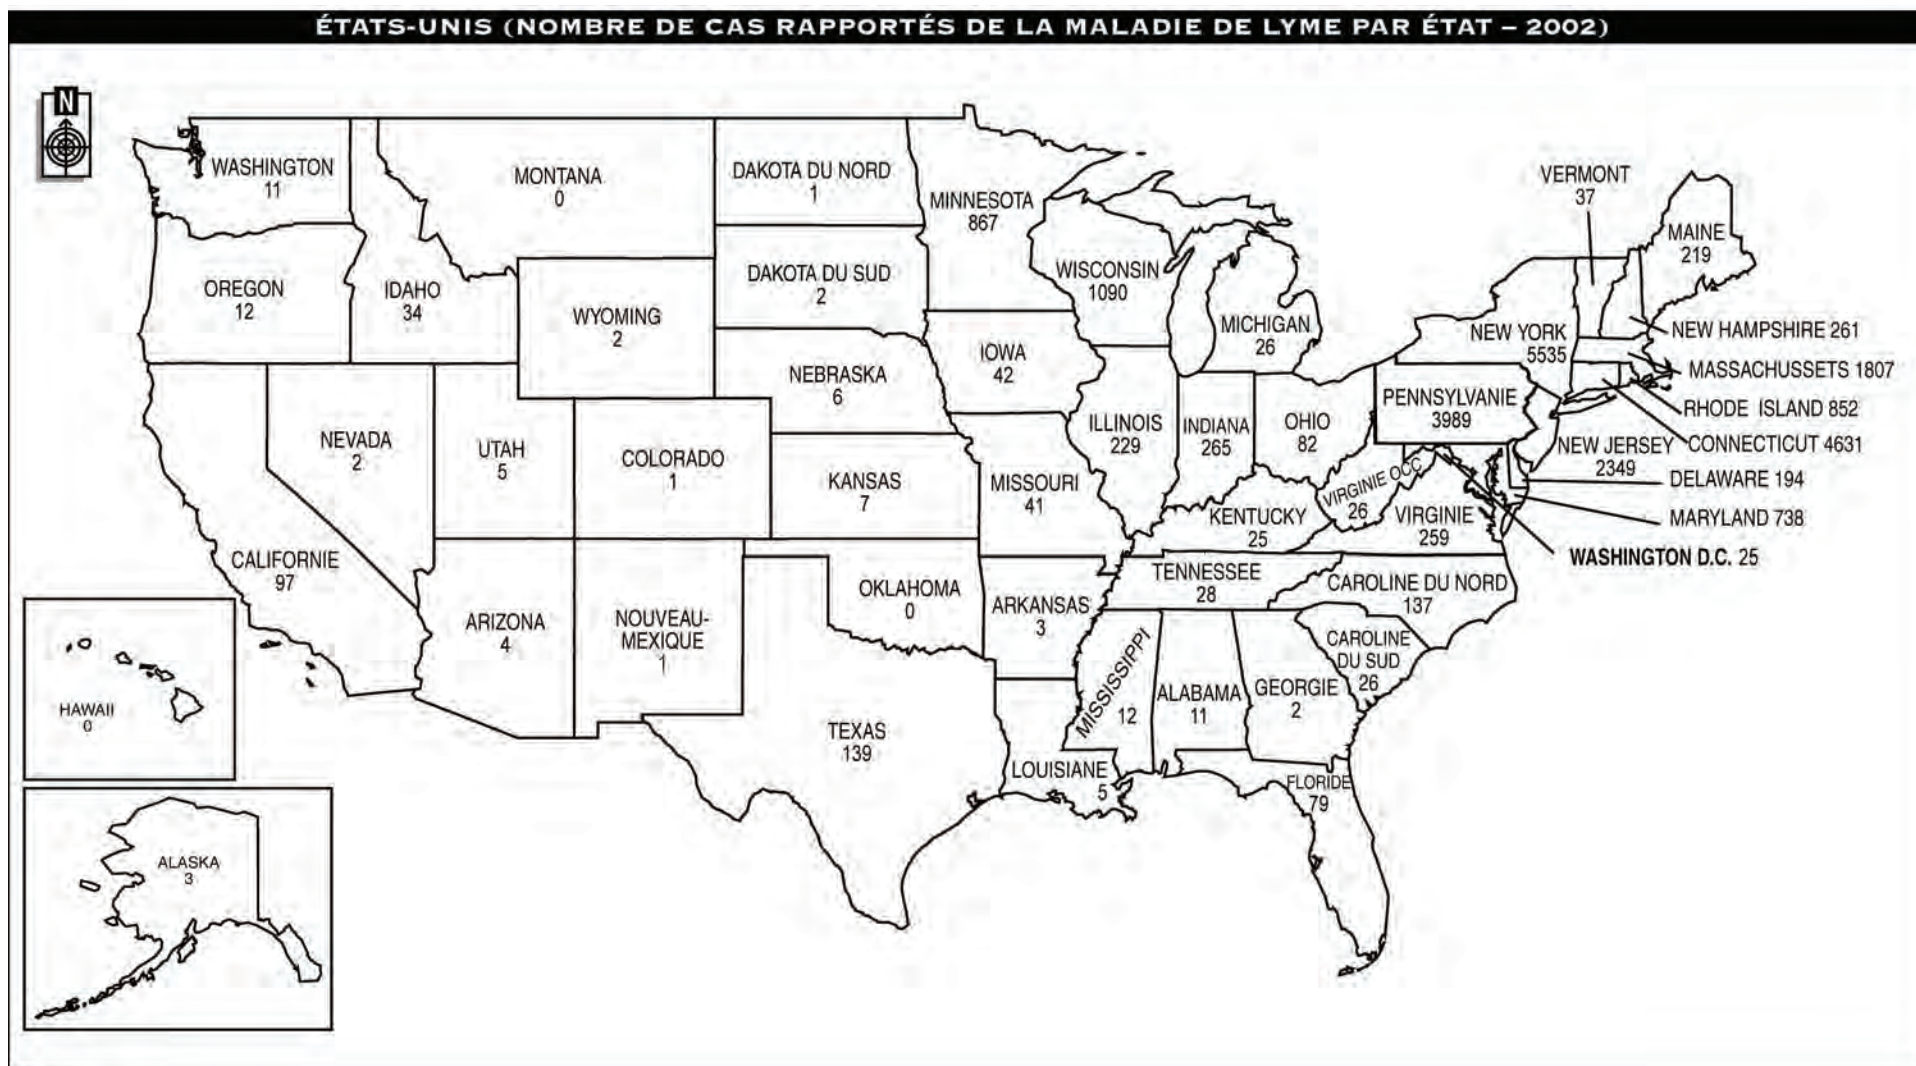 ÉTATS-UNIS (NOMBRE DE CAS RAPPORTÉS DE LA MALADIE DE LYME PAR ÉTAT – 2002)
N
WASHINGTON
11
MONTANA
0
DAKOTA DU NORD
1
MINNESOTA
867
VERMONT
37
MAINE
219
OREGON
12
IDAHO
34
WYOMING
2
DAKOTA DU SUD
2
WISCONSIN
1090
MICHIGAN
26
NEW YORK
5535
NEW HAMPSHIRE 261
MASSACHUSSETS 1807
RHODE ISLAND 852
CONNECTICUT 4631
NEW JERSEY
2349
DELAWARE 194
MARYLAND 738
WASHINGTON D.C. 25
NEBRASKA
6
IOWA
42
ILLINOIS
229
INDIANA
265
OHIO
82
PENNSYLVANIE
3989
NEVADA
2
UTAH
5
COLORADO
1
KANSAS
7
MISSOURI
41
KENTUCKY
25
VIRGINIE OCC
26
VIRGINIE
259
CALIFORNIE
97
ARIZONA
4
NOUVEAU-
MEXIQUE
1
OKLAHOMA
0
ARKANSAS
3
TENNESSEE
28
CAROLINE DU NORD
137
CAROLINE
DU SUD
26
MISSISSIPPI
12
ALABAMA
11
GEORGIE
2
TEXAS
139
LOUISIANE
5
FLORIDE
79
HAWAII
0
ALASKA
3